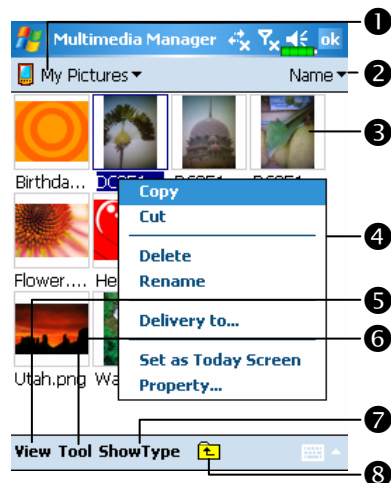 Multimedia Manager ok
My Pictures Name
Birthda...
Copy
Cut
Delete
Rename
Flower....
Delivery to...
Set as Today Screen
Utah.png Wa
Property...
View Tool ShowType
1
2
3
4
5
6
7
8